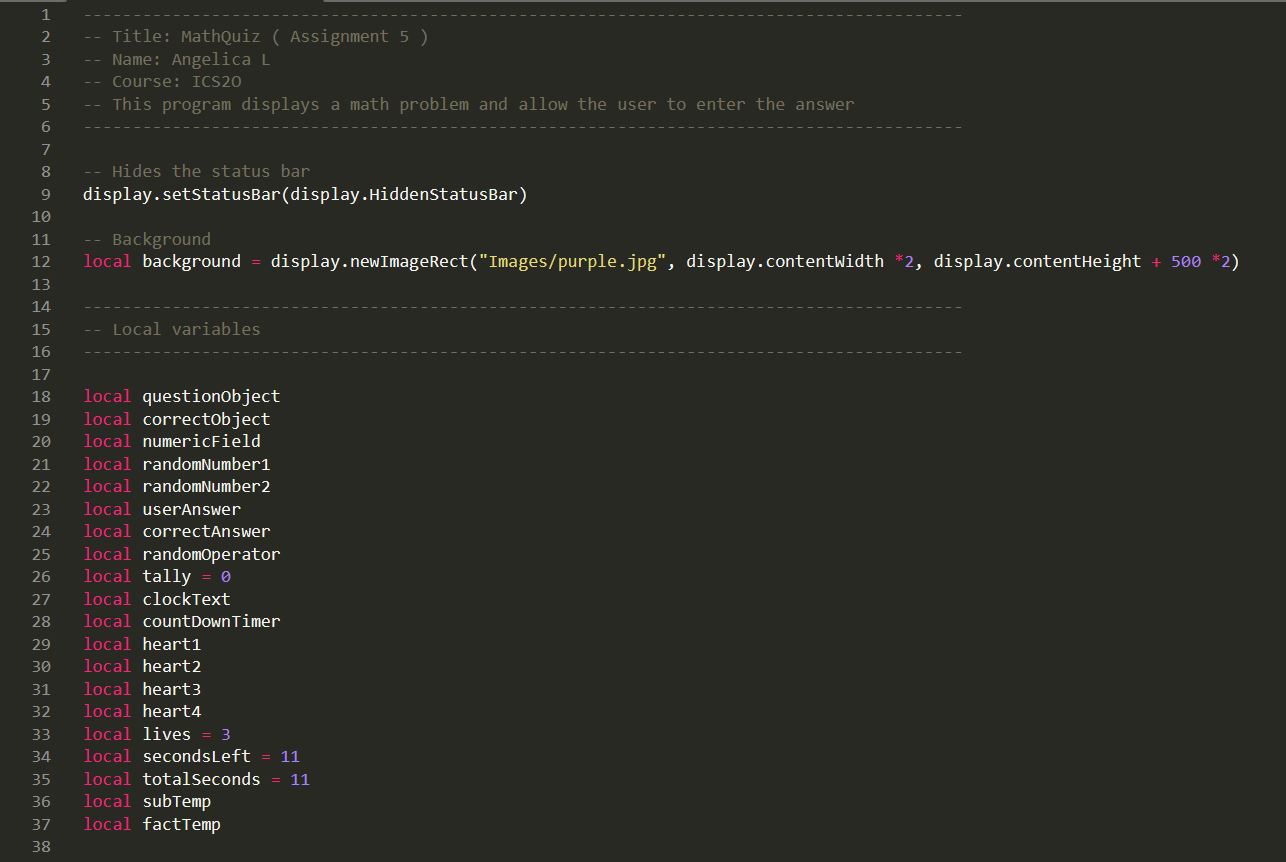 1 ----------------------------------------------------------------------------------------
2 -- Title: MathQuiz ( Assignment 5 )
3 -- Name: Angelica L
4 -- Course: ICS2O
5 -- This program displays a math problem and allow the user to enter the answer
6 ----------------------------------------------------------------------------------------
7
8 -- Hides the status bar
9 display.setStatusBar(display.HiddenStatusBar)
10
11 -- Background
12 local background = display.newImageRect("Images/purple.jpg", display.contentWidth *2, display.contentHeight + 500 *2)
13
14 ----------------------------------------------------------------------------------------
15 -- Local variables
16 ----------------------------------------------------------------------------------------
17
18 local questionObject
19 local correctObject
20 local numericField
21 local randomNumber1
22 local randomNumber2
23 local userAnswer
24 local correctAnswer
25 local randomOperator
26 local tally = 0
27 local clockText
28 local countDownTimer
29 local heart1
30 local heart2
31 local heart3
32 local heart4
33 local lives = 3
34 local secondsLeft = 11
35 local totalSeconds = 11
36 local subTemp
37 local factTemp
38